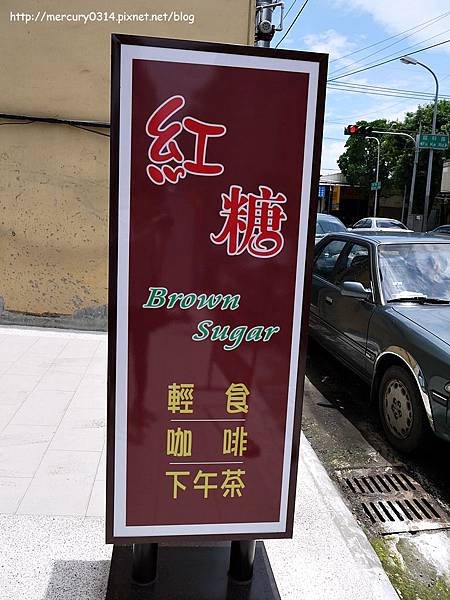 http://mercury0314.pixnet.net/blog
紅
糖
Brown
Sugar
輕食
咖啡
下午茶